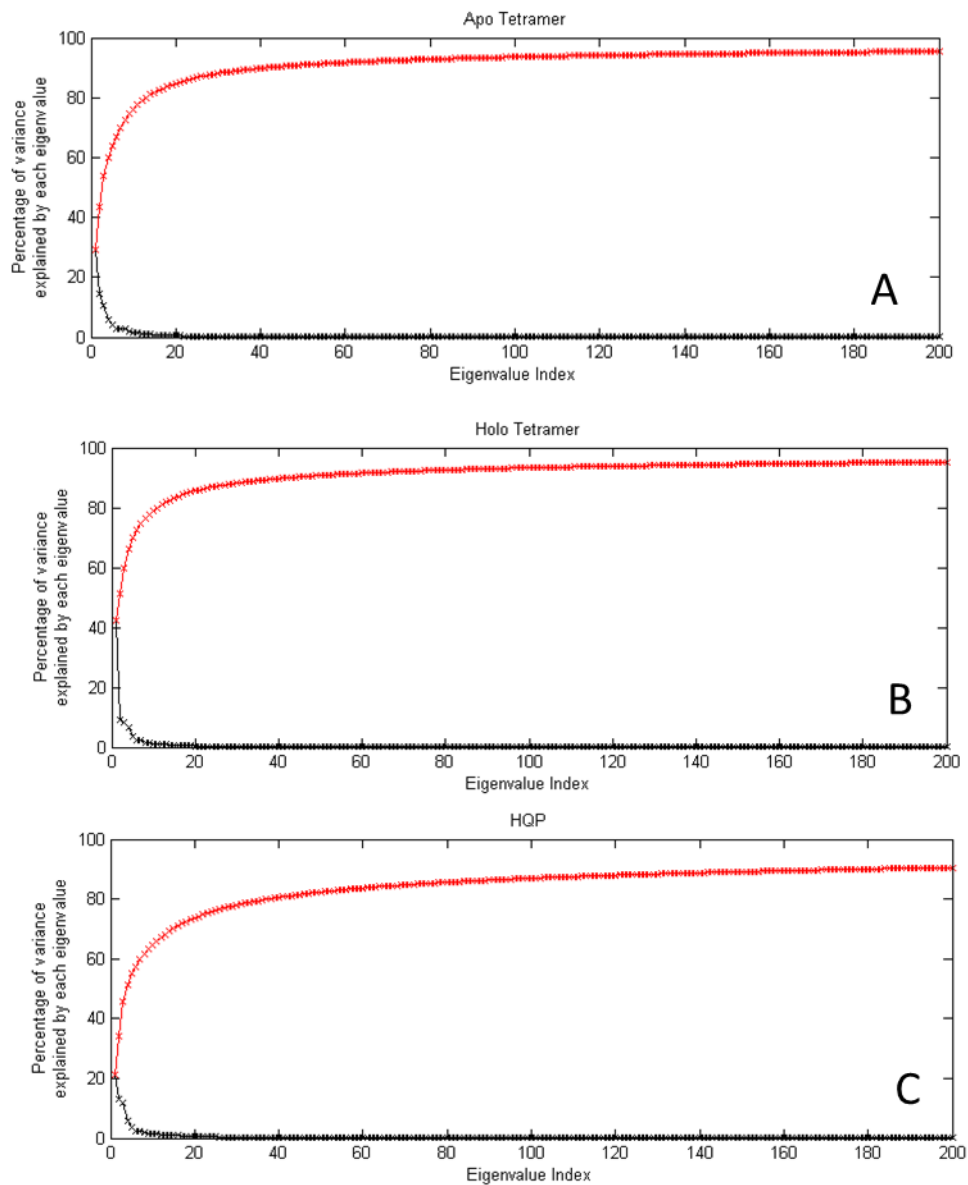 Apo Tetramer
100
80
60
40
20
0
Percentage of variance
explained by each eigenvalue
A
0 20 40 60 80 100 120 140 160 180 200
Eigenvalue Index
Holo Tetramer
100
80
60
40
20
0
Percentage of variance
explained by each eigenvalue
B
0 20 40 60 80 100 120 140 160 180 200
Eigenvalue Index
HQP
100
80
60
40
20
0
Percentage of variance
explained by each eigenvalue
C
0 20 40 60 80 100 120 140 160 180 200
Eigenvalue Index